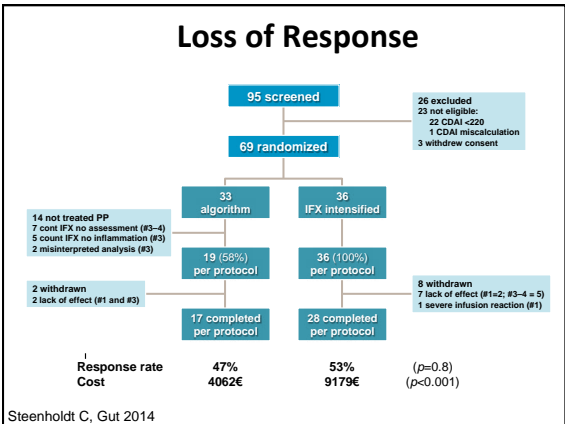 Loss of Response
95 screened
26 excluded
23 not eligible:
22 CDAI <220
1 CDAI miscalculation
3 withdrew consent
69 randomized
33
algorithm
36
IFX intensified
14 not treated PP
7 cont IFX no assessment (#3–4)
5 count IFX no inflammation (#3)
2 misinterpreted analysis (#3)
19 (58%)
per protocol
36 (100%)
per protocol
2 withdrawn
2 lack of effect (#1 and #3)
8 withdrawn
7 lack of effect (#1=2; #3–4 = 5)
1 severe infusion reaction (#1)
17 completed
per protocol
28 completed
per protocol
Response rate 47% 53% (p=0.8)
Cost 4062€ 9179€ (p<0.001)
Steenholdt C, Gut 2014